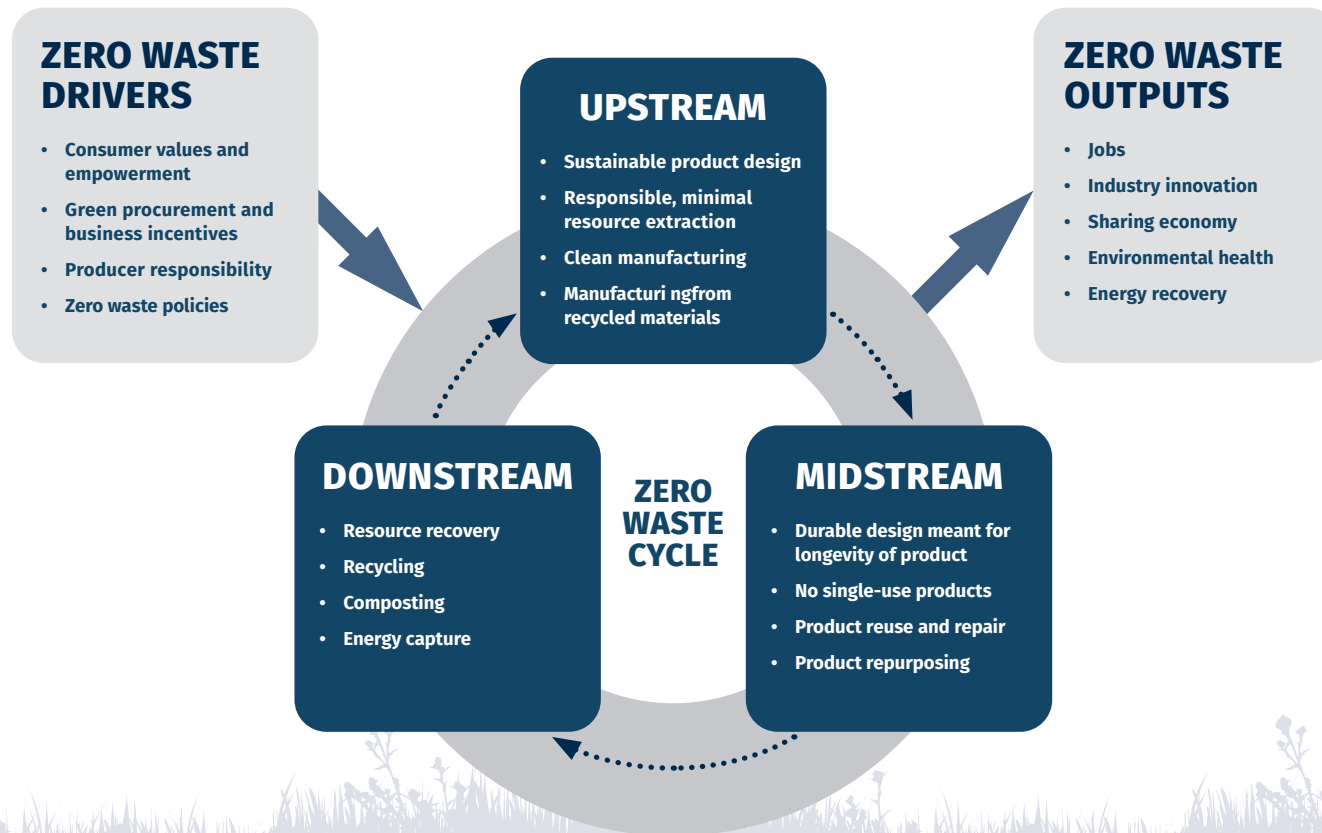 ZERO WASTE
DRIVERS
• Consumer values and
empowerment
• Green procurement and
business incentives
• Producer responsibility
• Zero waste policies
UPSTREAM
• Sustainable product design
• Responsible, minimal
resource extraction
• Clean manufacturing
• Manufacturi ngfrom
recycled materials
ZERO WASTE
OUTPUTS
• Jobs
• Industry innovation
• Sharing economy
• Environmental health
• Energy recovery
DOWNSTREAM
• Resource recovery
• Recycling
• Composting
• Energy capture
ZERO
WASTE
CYCLE
MIDSTREAM
• Durable design meant for
longevity of product
• No single-use products
• Product reuse and repair
• Product repurposing